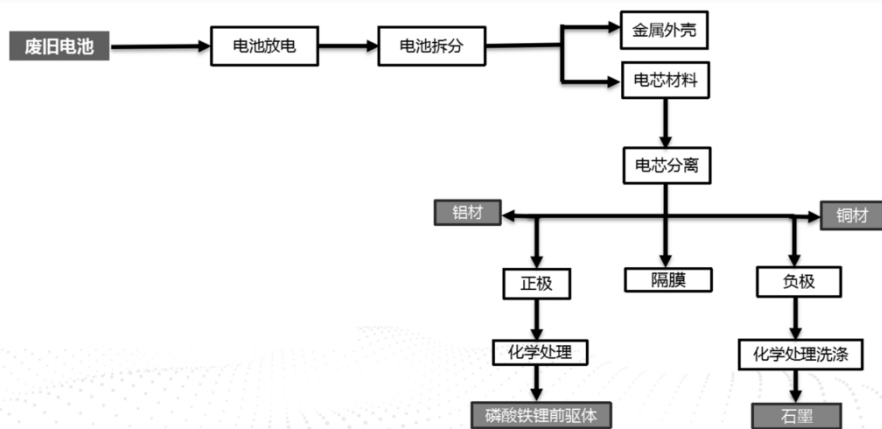 废旧电池
电池放电
电池拆分
金属外壳
电芯材料
电芯分离
铝材
铜材
正极
隔膜
负极
化学处理
化学处理洗涤
磷酸铁锂前驱体
石墨